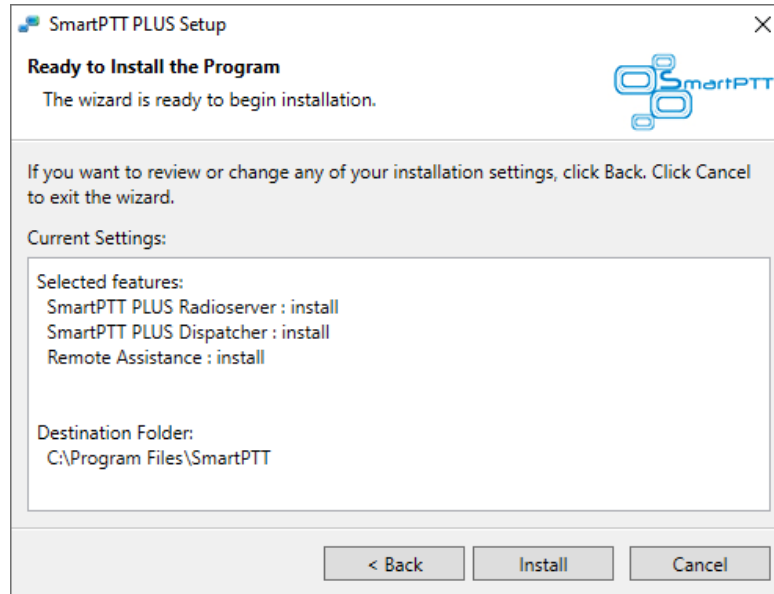 SmartPTT PLUS Setup
Ready to Install the Program
The wizard is ready to begin installation.
SmartPTT
If you want to review or change any of your installation settings, click Back. Click Cancel
to exit the wizard.
Current Settings:
Selected features:
SmartPTT PLUS Radioserver : install
SmartPTT PLUS Dispatcher : install
Remote Assistance : install
Destination Folder:
C:\Program Files\SmartPTT
< Back
Install
Cancel